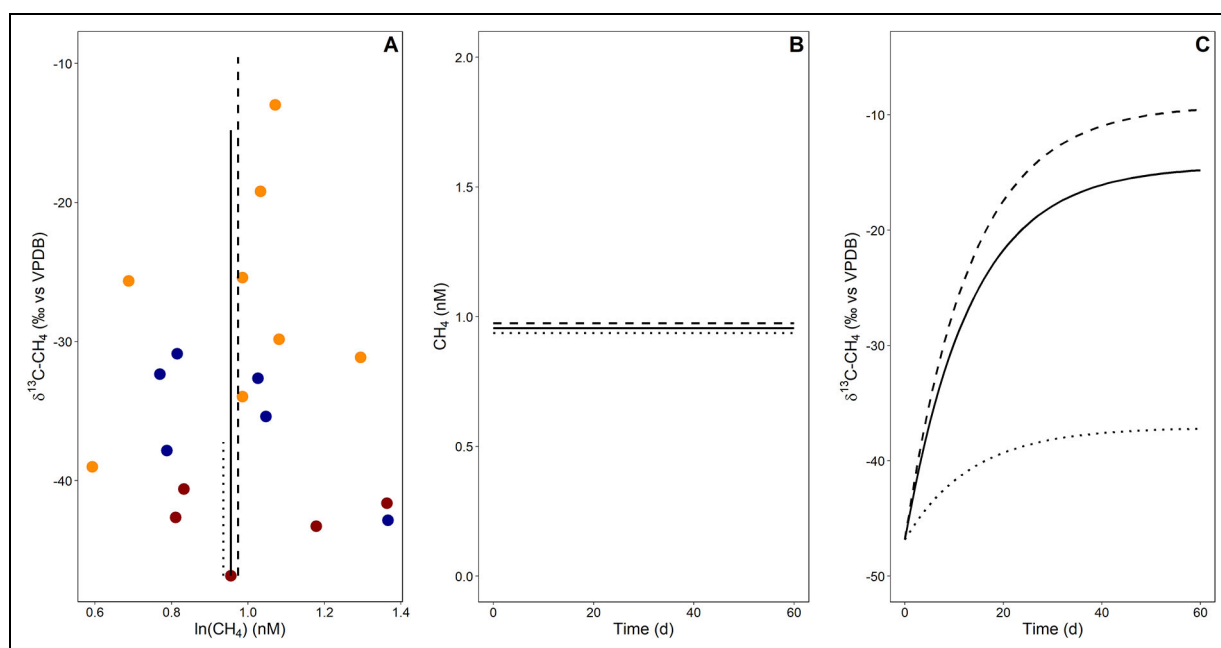 A
-10
-20
-30
-40
0.6 0.8 1.0 1.2 1.4
ln(CH₄) (nM)
δ¹³C-CH₄ (‰ vs VPDB)
B
2.0
1.5
1.0
0.5
0.0
0 20 40 60
Time (d)
CH₄ (nM)
C
-10
-20
-30
-40
-50
0 20 40 60
Time (d)
δ¹³C-CH₄ (‰ vs VPDB)